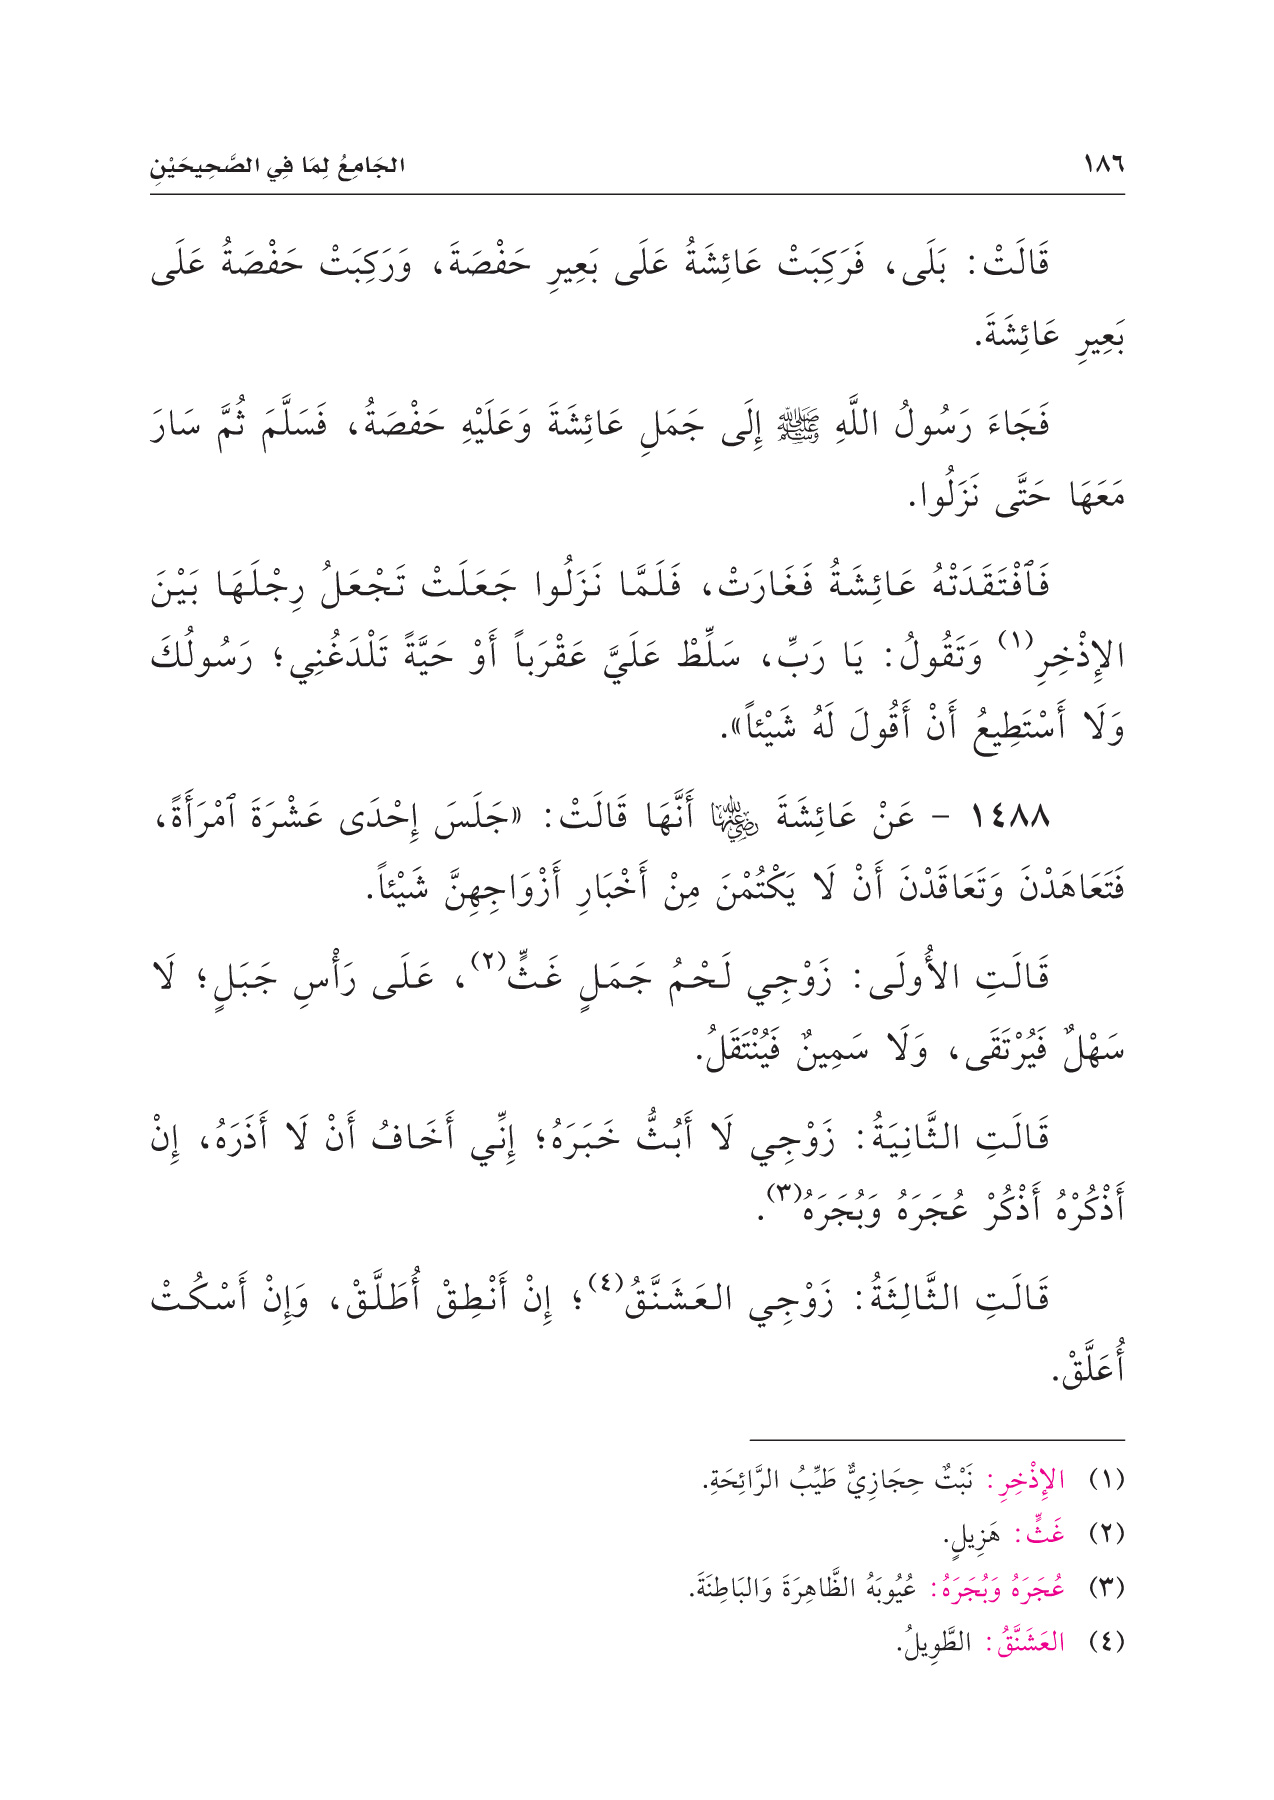 ١٨٦ الجَامِعُ لِمَا فِي الصَّحِيحَيْنِ
قَالَتْ: بَلَى، فَرَكِبَتْ عَائِشَةُ عَلَى بَعِيرِ حَفْصَةَ، وَرَكِبَتْ حَفْصَةُ عَلَى
بَعِيرِ عَائِشَةَ.
فَجَاءَ رَسُولُ اللَّهِ ﷺ إِلَى جَمَلِ عَائِشَةَ وَعَلَيْهِ حَفْصَةُ، فَسَلَّمَ ثُمَّ سَارَ
مَعَهَا حَتَّى نَزَلُوا.
فَٱفْتَقَدَتْهُ عَائِشَةُ فَغَارَتْ، فَلَمَّا نَزَلُوا جَعَلَتْ تَجْعَلُ رِجْلَهَا بَيْنَ
الإِذْخِرِ(١) وَتَقُولُ: يَا رَبِّ، سَلِّطْ عَلَيَّ عَقْرَباً أَوْ حَيَّةً تَلْدَغُنِي؛ رَسُولُكَ
وَلَا أَسْتَطِيعُ أَنْ أَقُولَ لَهُ شَيْئاً».
١٤٨٨ - عَنْ عَائِشَةَ رضي الله عنها أَنَّهَا قَالَتْ: «جَلَسَ إِحْدَى عَشْرَةَ ٱمْرَأَةً،
فَتَعَاهَدْنَ وَتَعَاقَدْنَ أَنْ لَا يَكْتُمْنَ مِنْ أَخْبَارِ أَزْوَاجِهِنَّ شَيْئاً.
قَالَتِ الأُولَى: زَوْجِي لَحْمُ جَمَلٍ غَثٍّ(٢)، عَلَى رَأْسِ جَبَلٍ؛ لَا
سَهْلٌ فَيُرْتَقَى، وَلَا سَمِينٌ فَيُنْتَقَلُ.
قَالَتِ الثَّانِيَةُ: زَوْجِي لَا أَبُثُّ خَبَرَهُ؛ إِنِّي أَخَافُ أَنْ لَا أَذَرَهُ، إِنْ
أَذْكُرْهُ أَذْكُرْ عُجَرَهُ وَبُجَرَهُ(٣).
قَالَتِ الثَّالِثَةُ: زَوْجِي العَشَنَّقُ(٤)؛ إِنْ أَنْطِقْ أُطَلَّقْ، وَإِنْ أَسْكُتْ
أُعَلَّقْ.
(١) الإِذْخِرِ: نَبْتٌ حِجَازِيٌّ طَيِّبُ الرَّائِحَةِ.
(٢) غَثٍّ: هَزِيلٍ.
(٣) عُجَرَهُ وَبُجَرَهُ: عُيُوبَهُ الظَّاهِرَةَ وَالبَاطِنَةَ.
(٤) العَشَنَّقُ: الطَّوِيلُ.